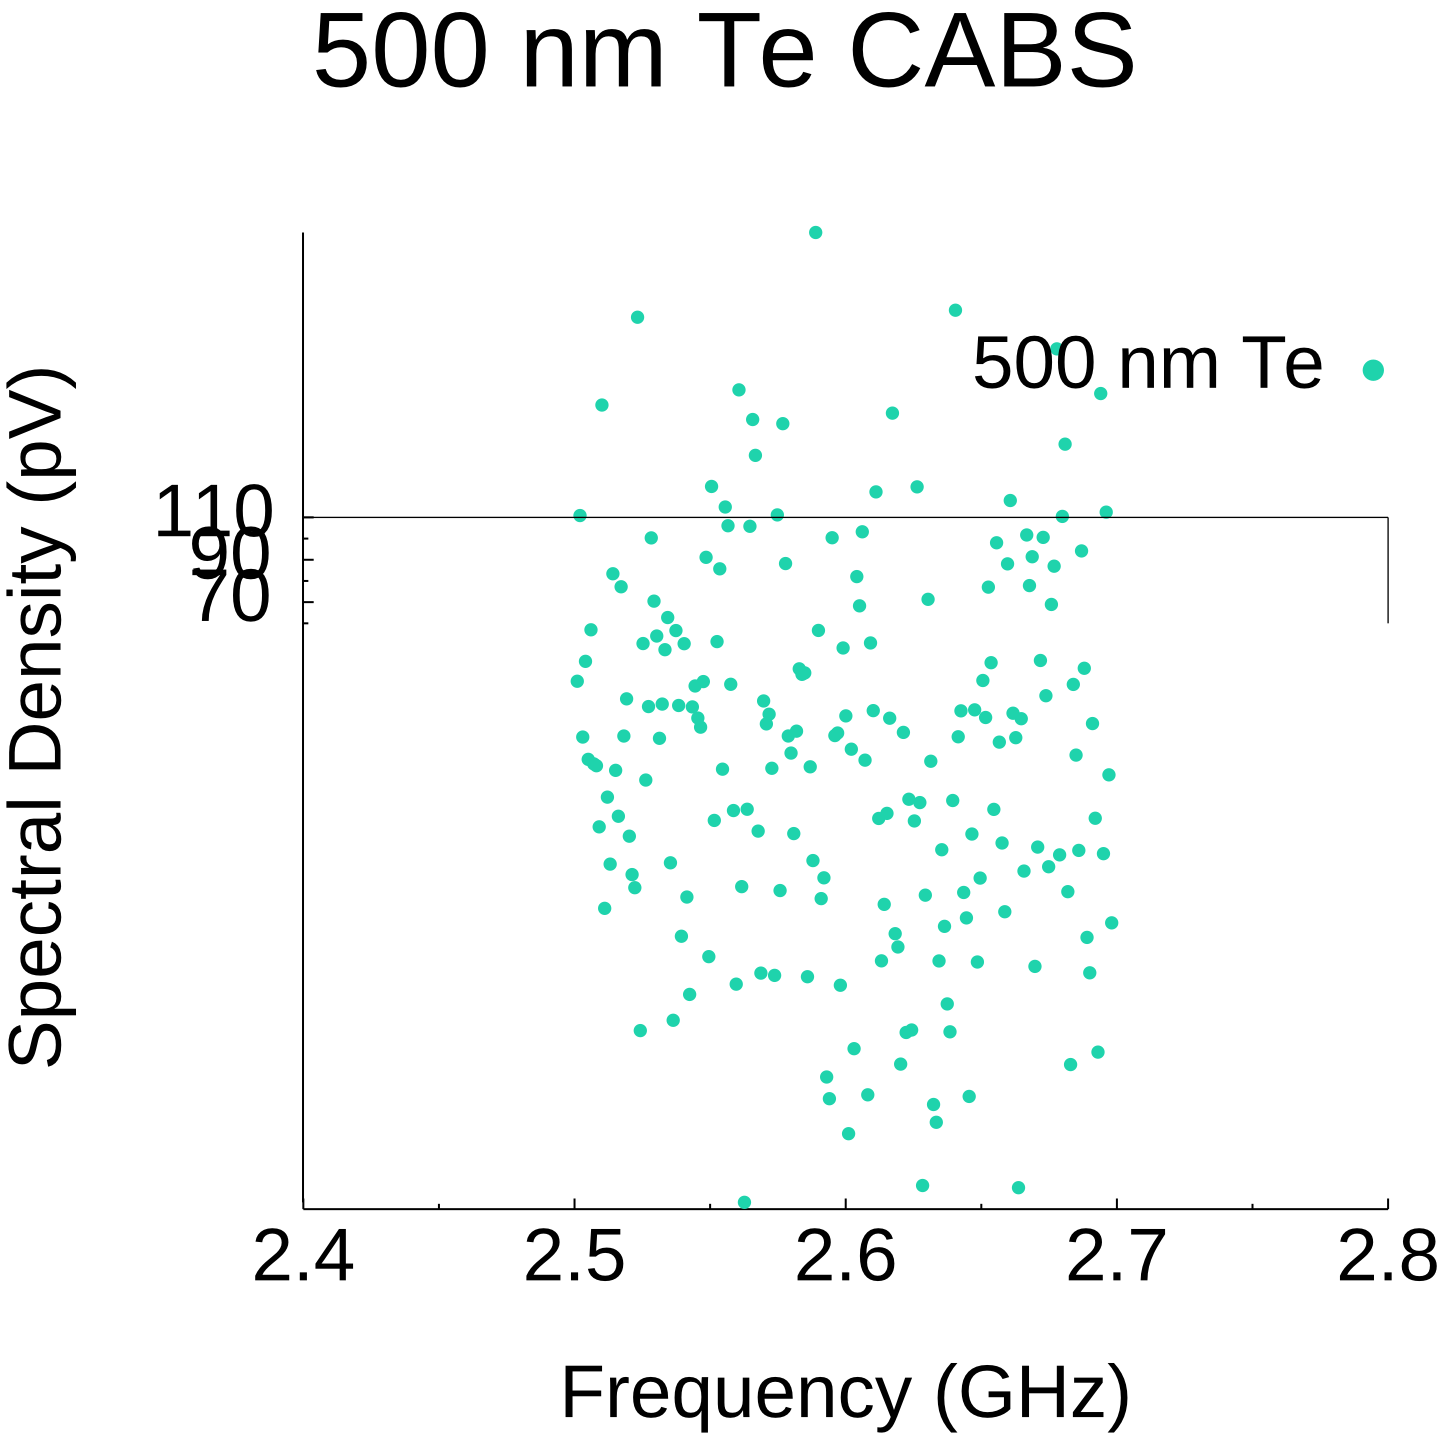 500 nm Te CABS
500 nm Te
Spectral Density (pV)
110
90
70
2.4 2.5 2.6 2.7 2.8
Frequency (GHz)